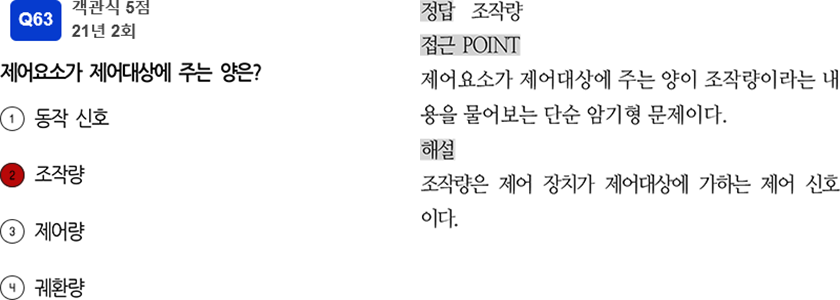 Q63
객관식 5점
21년 2회
제어요소가 제어대상에 주는 양은?
1 동작 신호
2 조작량
3 제어량
4 궤환량
정답 조작량
접근 POINT
제어요소가 제어대상에 주는 양이 조작량이라는 내
용을 물어보는 단순 암기형 문제이다.
해설
조작량은 제어 장치가 제어대상에 가하는 제어 신호
이다.